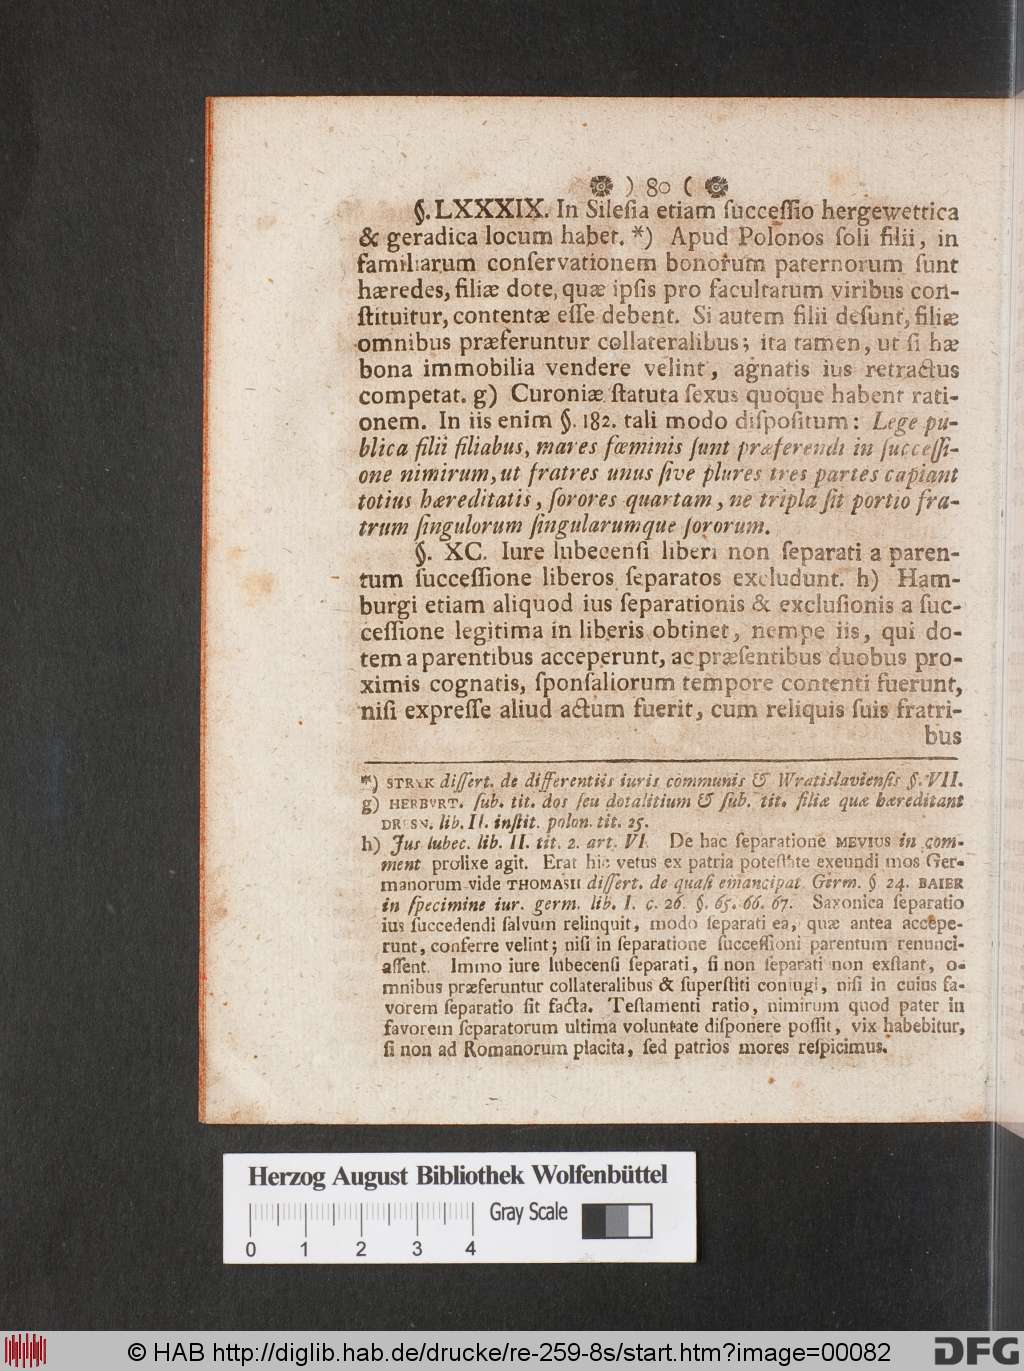 ) 80 (
§. LXXXIX. In Sileſia etiam ſucceſſio hergewettica
& geradica locum habet. *) Apud Polonos ſoli filii, in
familiarum conſervationem bonorum paternorum ſunt
hæredes, filiæ dote, quæ ipſis pro facultatum viribus con-
ſtituitur, contentæ eſſe debent. Si autem filii deſunt, filiæ
omnibus præferuntur collateralibus; ita tamen, ut ſi hæ
bona immobilia vendere velint, agnatis ius retractus
competat. g) Curoniæ ſtatuta ſexus quoque habent rati-
onem. In iis enim §. 182. tali modo diſpoſitum: Lege pu-
blica filii filiabus, mares fœminis ſunt præferendi in ſucceſſi-
one nimirum, ut fratres unus ſive plures tres partes capiant
totius hæreditatis, ſorores quartam, ne tripla ſit portio fra-
trum ſingulorum ſingularumque ſororum.
§. XC. Iure lubecenſi liberi non ſeparati a paren-
tum ſucceſſione liberos ſeparatos excludunt. h) Ham-
burgi etiam aliquod ius ſeparationis & excluſionis a ſuc-
ceſſione legitima in liberis obtinet, nempe iis, qui do-
tem a parentibus acceperunt, ac præſentibus duobus pro-
ximis cognatis, ſponſaliorum tempore contenti fuerunt,
niſi expreſſe aliud actum fuerit, cum reliquis ſuis fratri-
bus
*) STRYK diſſert. de differentiis iuris communis & Wratislavienſis §. VII.
g) HERBVRT. ſub. tit. dos ſeu dotalitium & ſub. tit. filiæ quæ hæreditant
DRESN. lib. II. inſtit. polon. tit. 25.
h) Jus lubec. lib. II. tit. 2. art. VI. De hac ſeparatione MEVIUS in com-
ment prolixe agit. Erat hic vetus ex patria poteſtate exeundi mos Ger-
manorum vide THOMASII diſſert. de quaſi emancipat. Germ. § 24. BAIER
in ſpecimine iur. germ. lib. I. c. 26. §. 65. 66. 67. Saxonica ſeparatio
ius ſuccedendi ſalvum relinquit, modo ſeparati ea, quæ antea accepe-
runt, conferre velint; niſi in ſeparatione ſucceſſioni parentum renunci-
aſſent. Immo iure lubecenſi ſeparati, ſi non ſeparati non exſtant, o-
mnibus præferuntur collateralibus & ſuperſtiti coniugi, niſi in cuius fa-
vorem ſeparatio ſit facta. Teſtamenti ratio, nimirum quod pater in
favorem ſeparatorum ultima voluntate diſponere poſſit, vix habebitur,
ſi non ad Romanorum placita, ſed patrios mores reſpicimus.
Herzog August Bibliothek Wolfenbüttel
Gray Scale
0 1 2 3 4
© HAB http://diglib.hab.de/drucke/re-259-8s/start.htm?image=00082
DFG